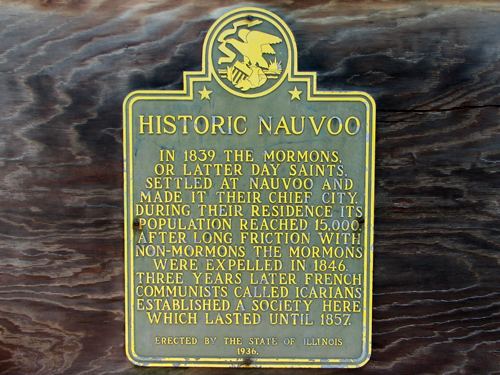 HISTORIC NAUVOO
IN 1839 THE MORMONS,
OR LATTER DAY SAINTS,
SETTLED AT NAUVOO AND
MADE IT THEIR CHIEF CITY.
DURING THEIR RESIDENCE ITS
POPULATION REACHED 15,000.
AFTER LONG FRICTION WITH
NON-MORMONS THE MORMONS
WERE EXPELLED IN 1846.
THREE YEARS LATER FRENCH
COMMUNISTS CALLED ICARIANS
ESTABLISHED A SOCIETY HERE
WHICH LASTED UNTIL 1857.
ERECTED BY THE STATE OF ILLINOIS
1936.